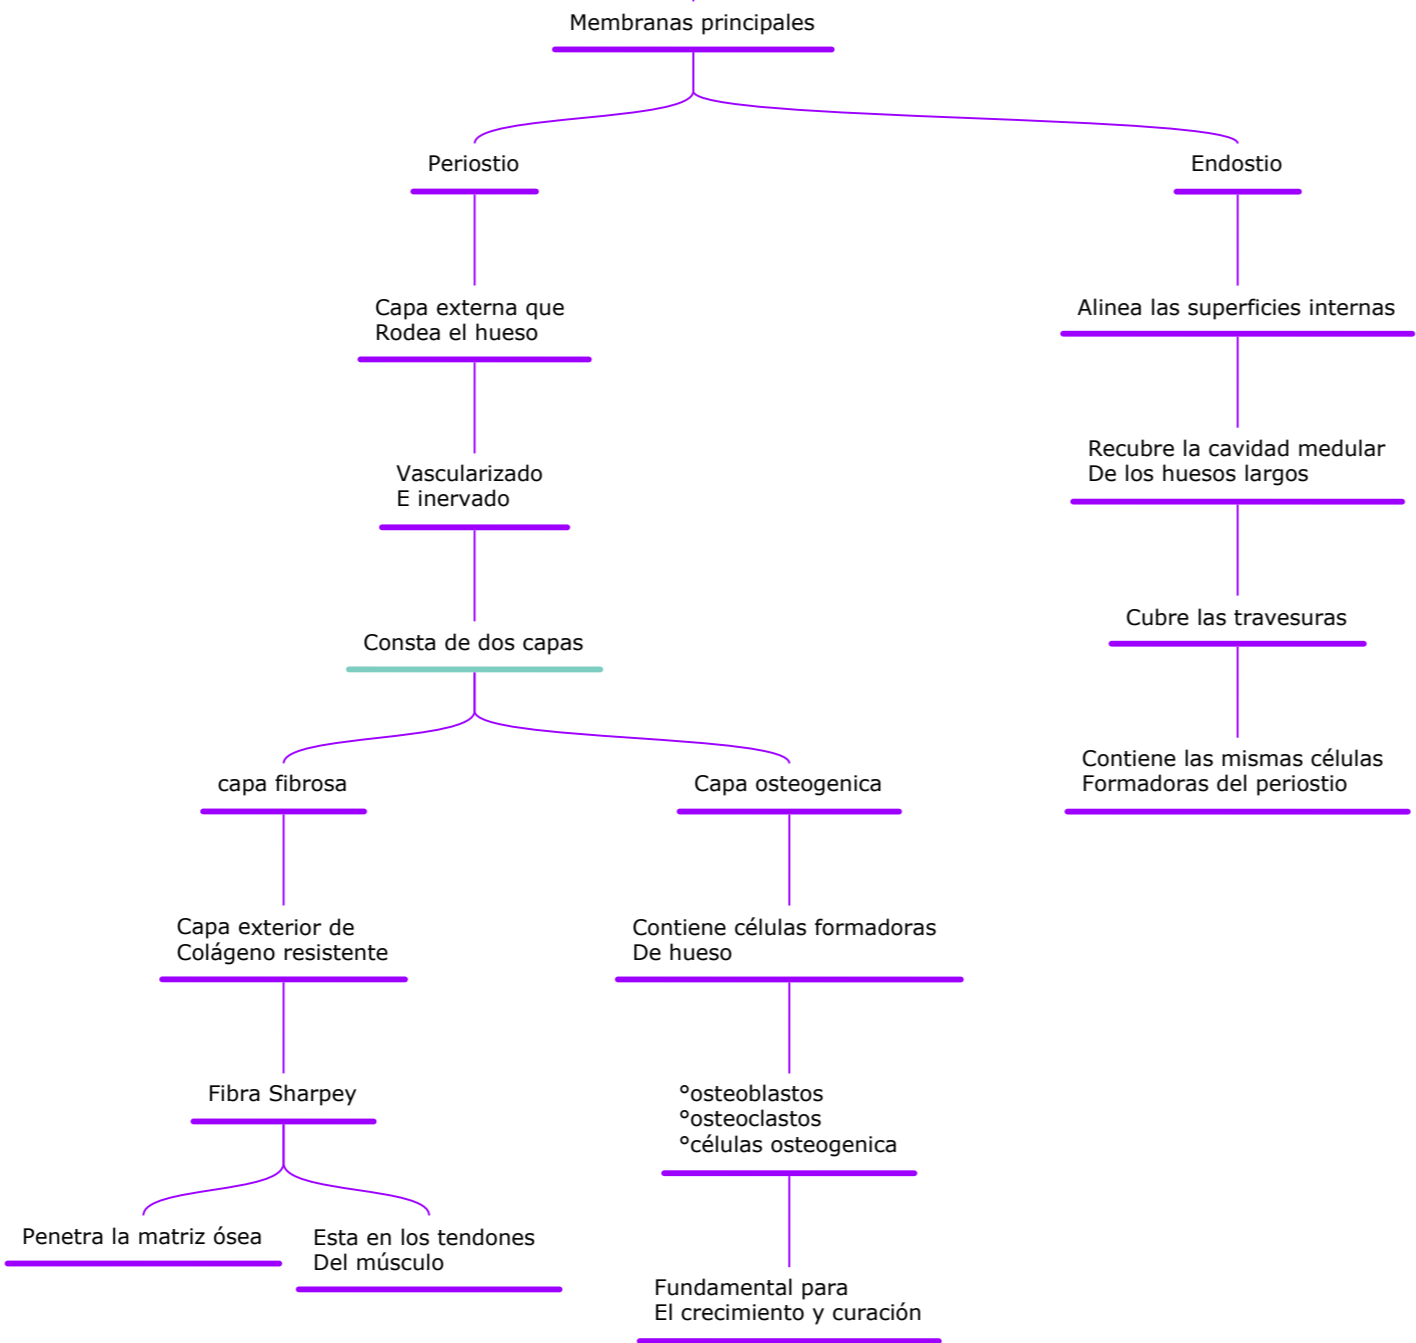 Membranas principales
Periostio
Endostio
Capa externa que
Rodea el hueso
Alinea las superficies internas
Vascularizado
E inervado
Recubre la cavidad medular
De los huesos largos
Consta de dos capas
Cubre las travesuras
capa fibrosa
Capa osteogenica
Contiene las mismas células
Formadoras del periostio
Capa exterior de
Colágeno resistente
Contiene células formadoras
De hueso
Fibra Sharpey
°osteoblastos
°osteoclastos
°células osteogenica
Penetra la matriz ósea
Esta en los tendones
Del músculo
Fundamental para
El crecimiento y curación